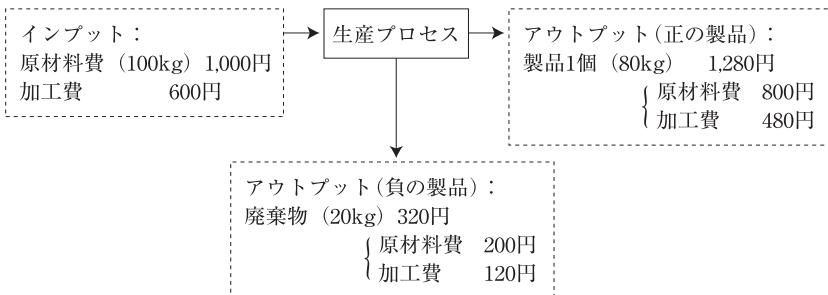 インプット：
原材料費（100kg）1,000円
加工費 600円
生産プロセス
アウトプット（正の製品）：
製品1個（80kg） 1,280円
原材料費 800円
加工費 480円
アウトプット（負の製品）：
廃棄物（20kg）320円
原材料費 200円
加工費 120円